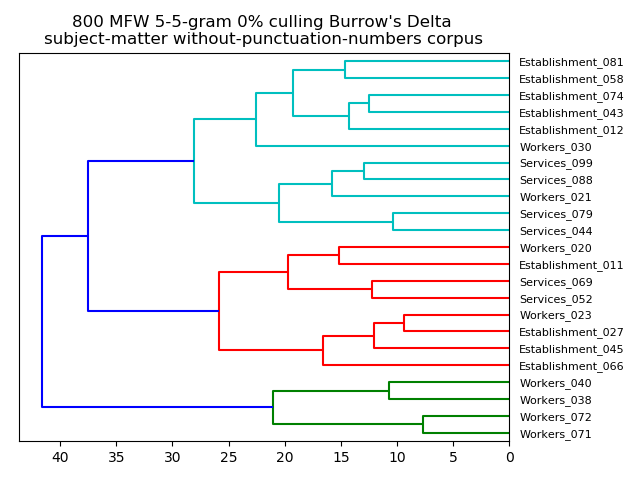 800 MFW 5-5-gram 0% culling Burrow's Delta
subject-matter without-punctuation-numbers corpus
Establishment_081
Establishment_058
Establishment_074
Establishment_043
Establishment_012
Workers_030
Services_099
Services_088
Workers_021
Services_079
Services_044
Workers_020
Establishment_011
Services_069
Services_052
Workers_023
Establishment_027
Establishment_045
Establishment_066
Workers_040
Workers_038
Workers_072
Workers_071
40 35 30 25 20 15 10 5 0